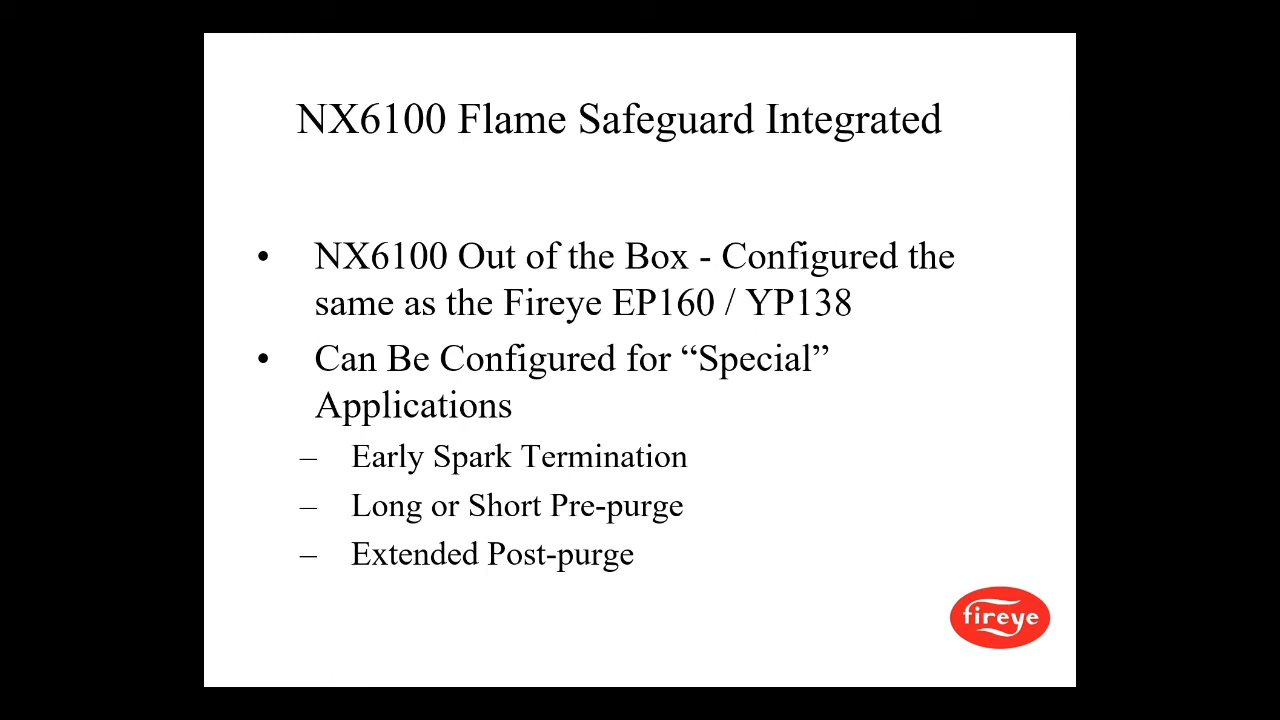 NX6100 Flame Safeguard Integrated
• NX6100 Out of the Box - Configured the
same as the Fireye EP160 / YP138
• Can Be Configured for “Special”
Applications
– Early Spark Termination
– Long or Short Pre-purge
– Extended Post-purge
fireye